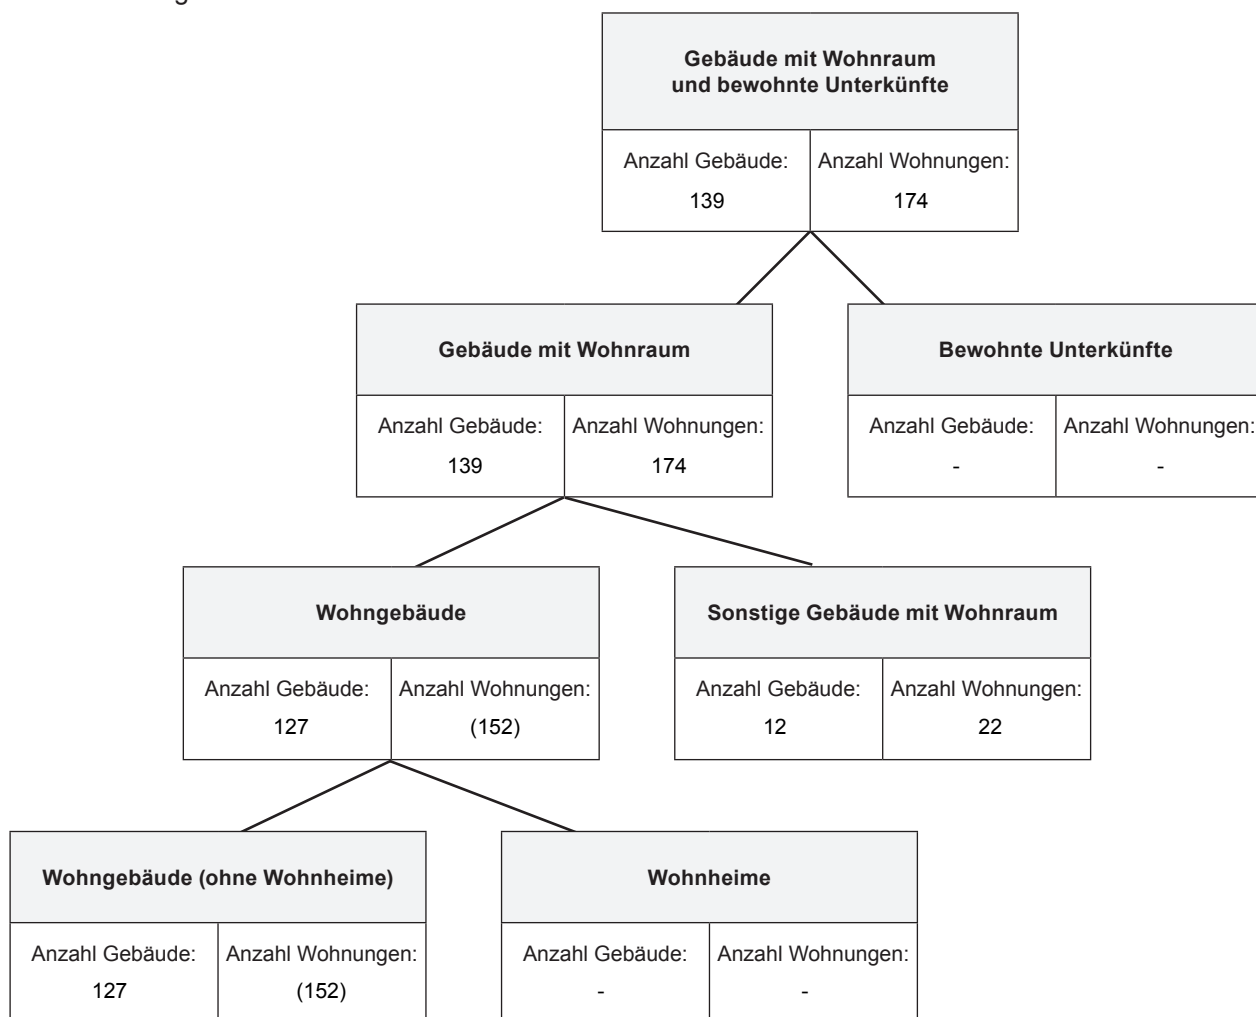 Gebäude mit Wohnraum
und bewohnte Unterkünfte
Anzahl Gebäude: Anzahl Wohnungen:
139 174
Gebäude mit Wohnraum
Anzahl Gebäude: Anzahl Wohnungen:
139 174
Bewohnte Unterkünfte
Anzahl Gebäude: Anzahl Wohnungen:
- -
Wohngebäude
Anzahl Gebäude: Anzahl Wohnungen:
127 (152)
Sonstige Gebäude mit Wohnraum
Anzahl Gebäude: Anzahl Wohnungen:
12 22
Wohngebäude (ohne Wohnheime)
Anzahl Gebäude: Anzahl Wohnungen:
127 (152)
Wohnheime
Anzahl Gebäude: Anzahl Wohnungen:
- -